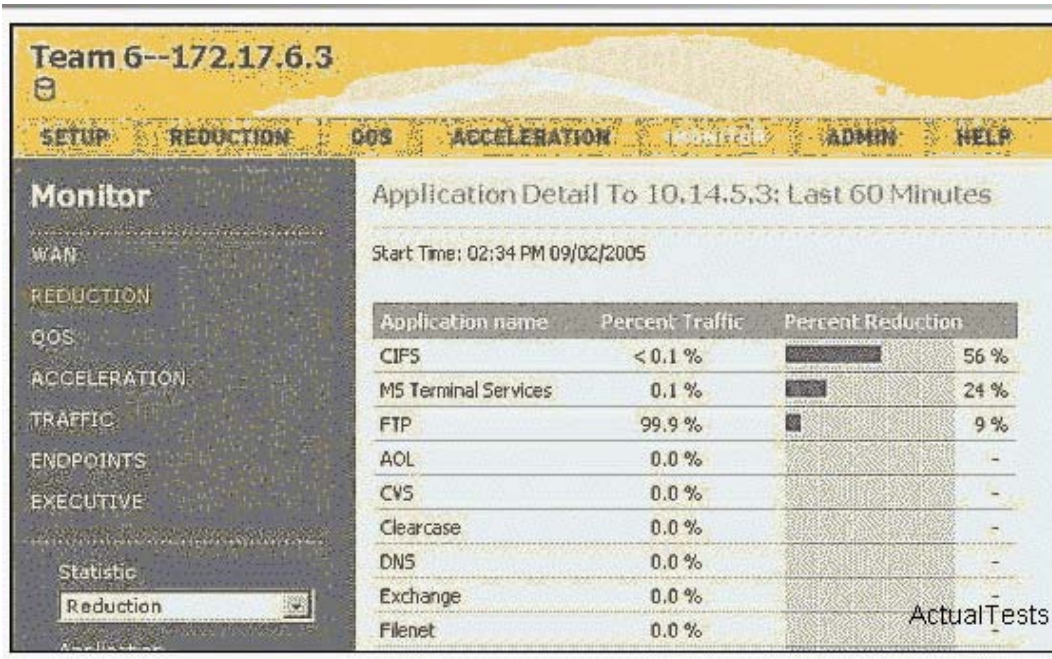 Team 6--172.17.6.3
SETUP REDUCTION QOS ACCELERATION MONITOR ADMIN HELP
Monitor
WAN
REDUCTION
QOS
ACCELERATION
TRAFFIC
ENDPOINTS
EXECUTIVE
Statistic
Reduction
Application
Application Detail To 10.14.5.3: Last 60 Minutes
Start Time: 02:34 PM 09/02/2005
Application name Percent Traffic Percent Reduction
CIFS < 0.1 % 56 %
MS Terminal Services 0.1 % 24 %
FTP 99.9 % 9 %
AOL 0.0 % -
CVS 0.0 % -
Clearcase 0.0 % -
DNS 0.0 % -
Exchange 0.0 % -
Filenet 0.0 % -
ActualTests